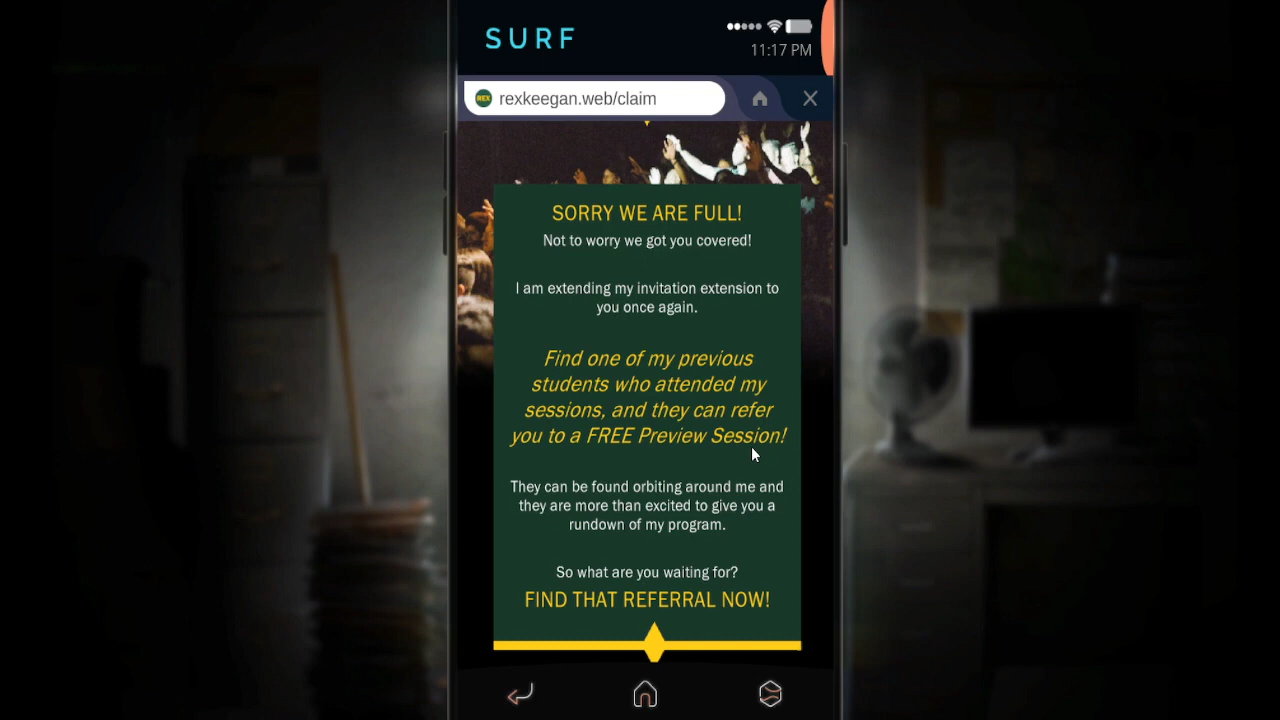 SURF
11:17 PM
REX
rexkeegan.web/claim
SORRY WE ARE FULL!
Not to worry we got you covered!
I am extending my invitation extension to
you once again.
Find one of my previous
students who attended my
sessions, and they can refer
you to a FREE Preview Session!
They can be found orbiting around me and
they are more than excited to give you a
rundown of my program.
So what are you waiting for?
FIND THAT REFERRAL NOW!